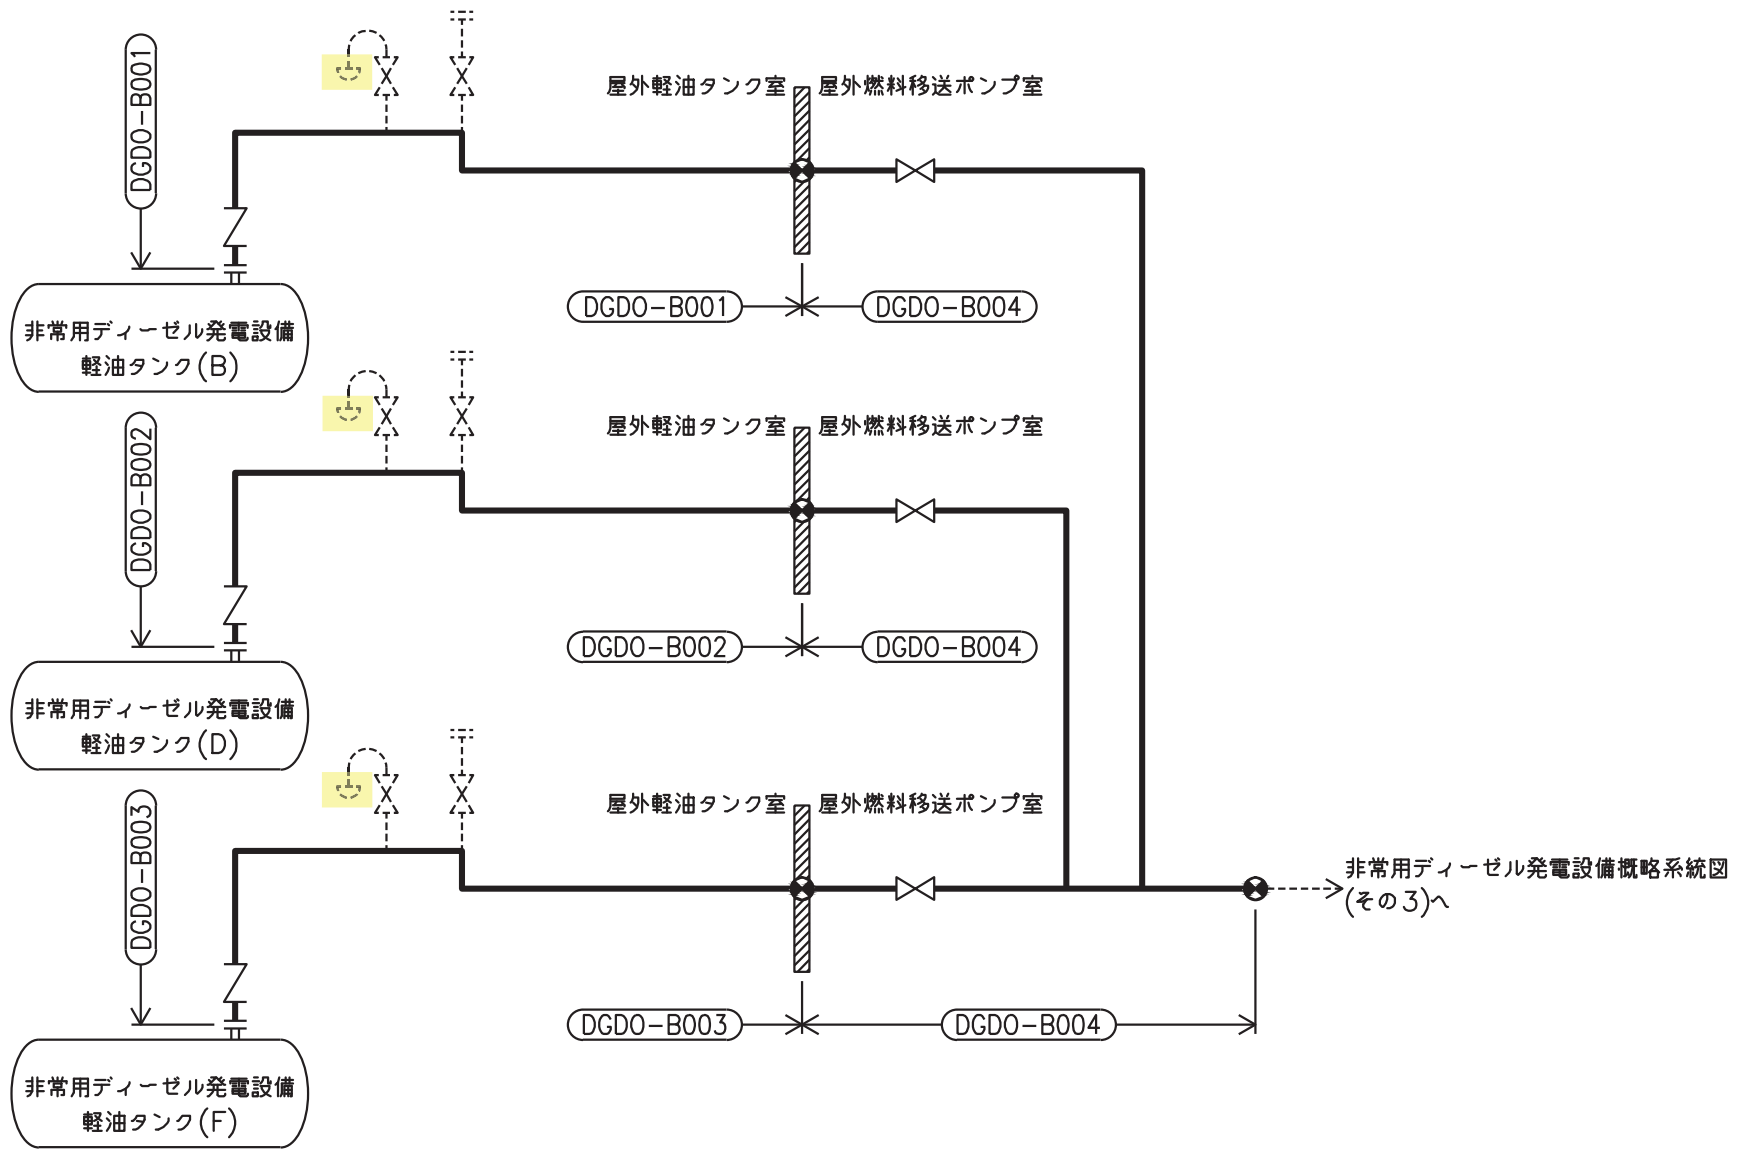 DGDO-B001
屋外軽油タンク室
屋外燃料移送ポンプ室
DGDO-B001
DGDO-B004
非常用ディーゼル発電設備
軽油タンク(B)
DGDO-B002
屋外軽油タンク室
屋外燃料移送ポンプ室
DGDO-B002
DGDO-B004
非常用ディーゼル発電設備
軽油タンク(D)
DGDO-B003
屋外軽油タンク室
屋外燃料移送ポンプ室
非常用ディーゼル発電設備概略系統図
(その3)へ
DGDO-B003
DGDO-B004
非常用ディーゼル発電設備
軽油タンク(F)